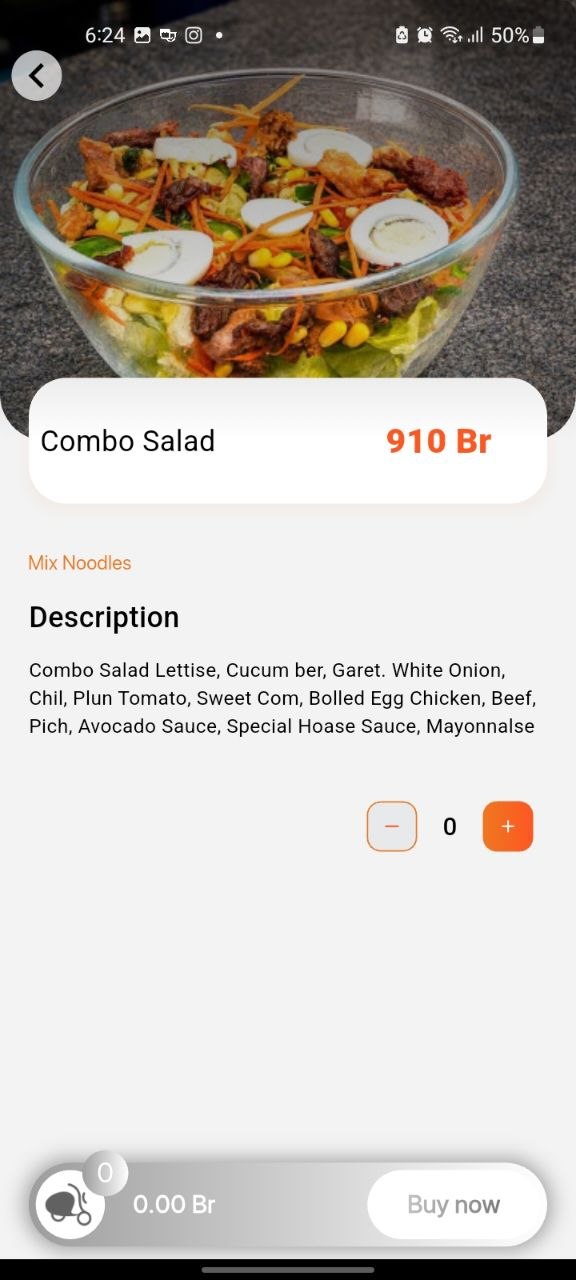 6:24
50%
Combo Salad
910 Br
Mix Noodles
Description
Combo Salad Lettise, Cucum ber, Garet. White Onion,
Chil, Plun Tomato, Sweet Com, Bolled Egg Chicken, Beef,
Pich, Avocado Sauce, Special Hoase Sauce, Mayonnalse
− 0 +
0
0.00 Br
Buy now